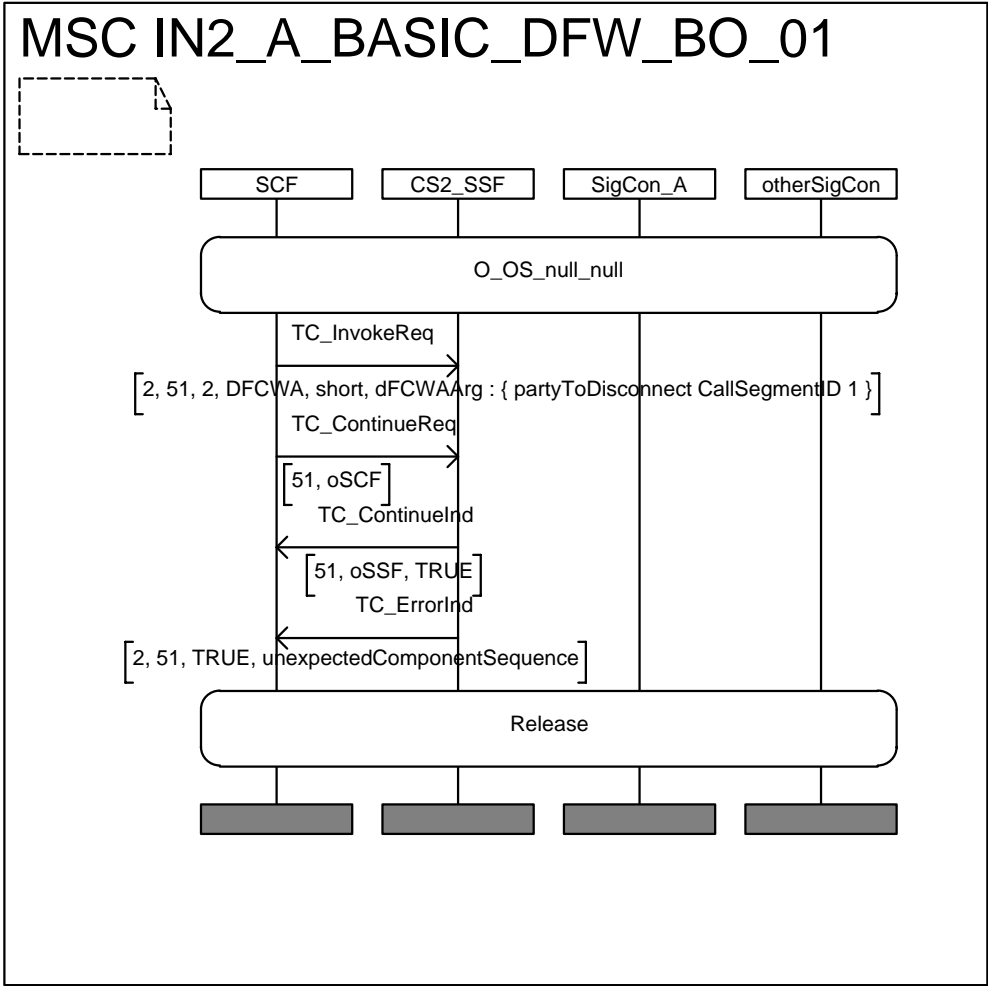 MSC IN2_A_BASIC_DFW_BO_01
SCF CS2_SSF SigCon_A otherSigCon
O_OS_null_null
TC_InvokeReq
2, 51, 2, DFCWA, short, dFCWAArg : { partyToDisconnect CallSegmentID 1 }
TC_ContinueReq
51, oSCF
TC_ContinueInd
51, oSSF, TRUE
TC_ErrorInd
2, 51, TRUE, unexpectedComponentSequence
Release